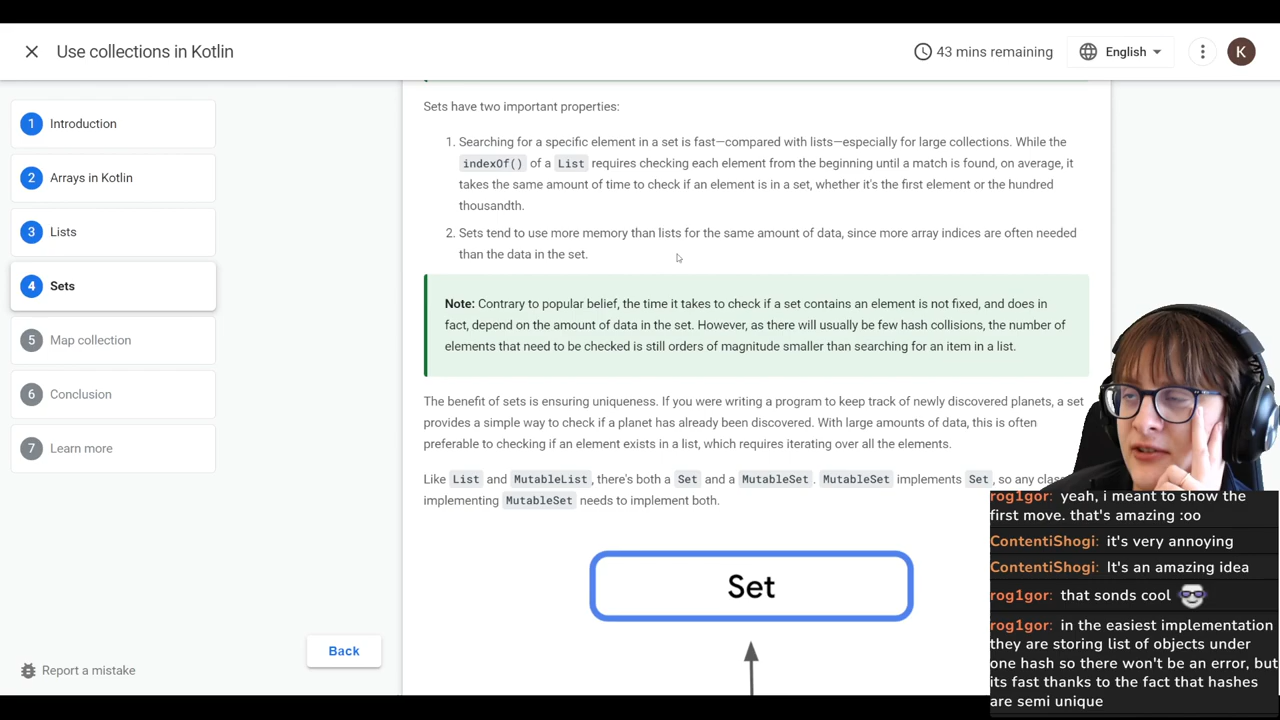 Use collections in Kotlin
43 mins remaining
English
K
1 Introduction
2 Arrays in Kotlin
3 Lists
4 Sets
5 Map collection
6 Conclusion
7 Learn more
Report a mistake
Back
Sets have two important properties:
1. Searching for a specific element in a set is fast—compared with lists—especially for large collections. While the
indexOf() of a List requires checking each element from the beginning until a match is found, on average, it
takes the same amount of time to check if an element is in a set, whether it's the first element or the hundred
thousandth.
2. Sets tend to use more memory than lists for the same amount of data, since more array indices are often needed
than the data in the set.
Note: Contrary to popular belief, the time it takes to check if a set contains an element is not fixed, and does in
fact, depend on the amount of data in the set. However, as there will usually be few hash collisions, the number of
elements that need to be checked is still orders of magnitude smaller than searching for an item in a list.
The benefit of sets is ensuring uniqueness. If you were writing a program to keep track of newly discovered planets, a set
provides a simple way to check if a planet has already been discovered. With large amounts of data, this is often
preferable to checking if an element exists in a list, which requires iterating over all the elements.
Like List and MutableList, there's both a Set and a MutableSet. MutableSet implements Set, so any clas
implementing MutableSet needs to implement both.
Set
rog1gor: yeah, i meant to show the
first move. that's amazing :oo
ContentiShogi: it's very annoying
ContentiShogi: It's an amazing idea
rog1gor: that sonds cool
rog1gor: in the easiest implementation
they are storing list of objects under
one hash so there won't be an error, but
its fast thanks to the fact that hashes
are semi unique